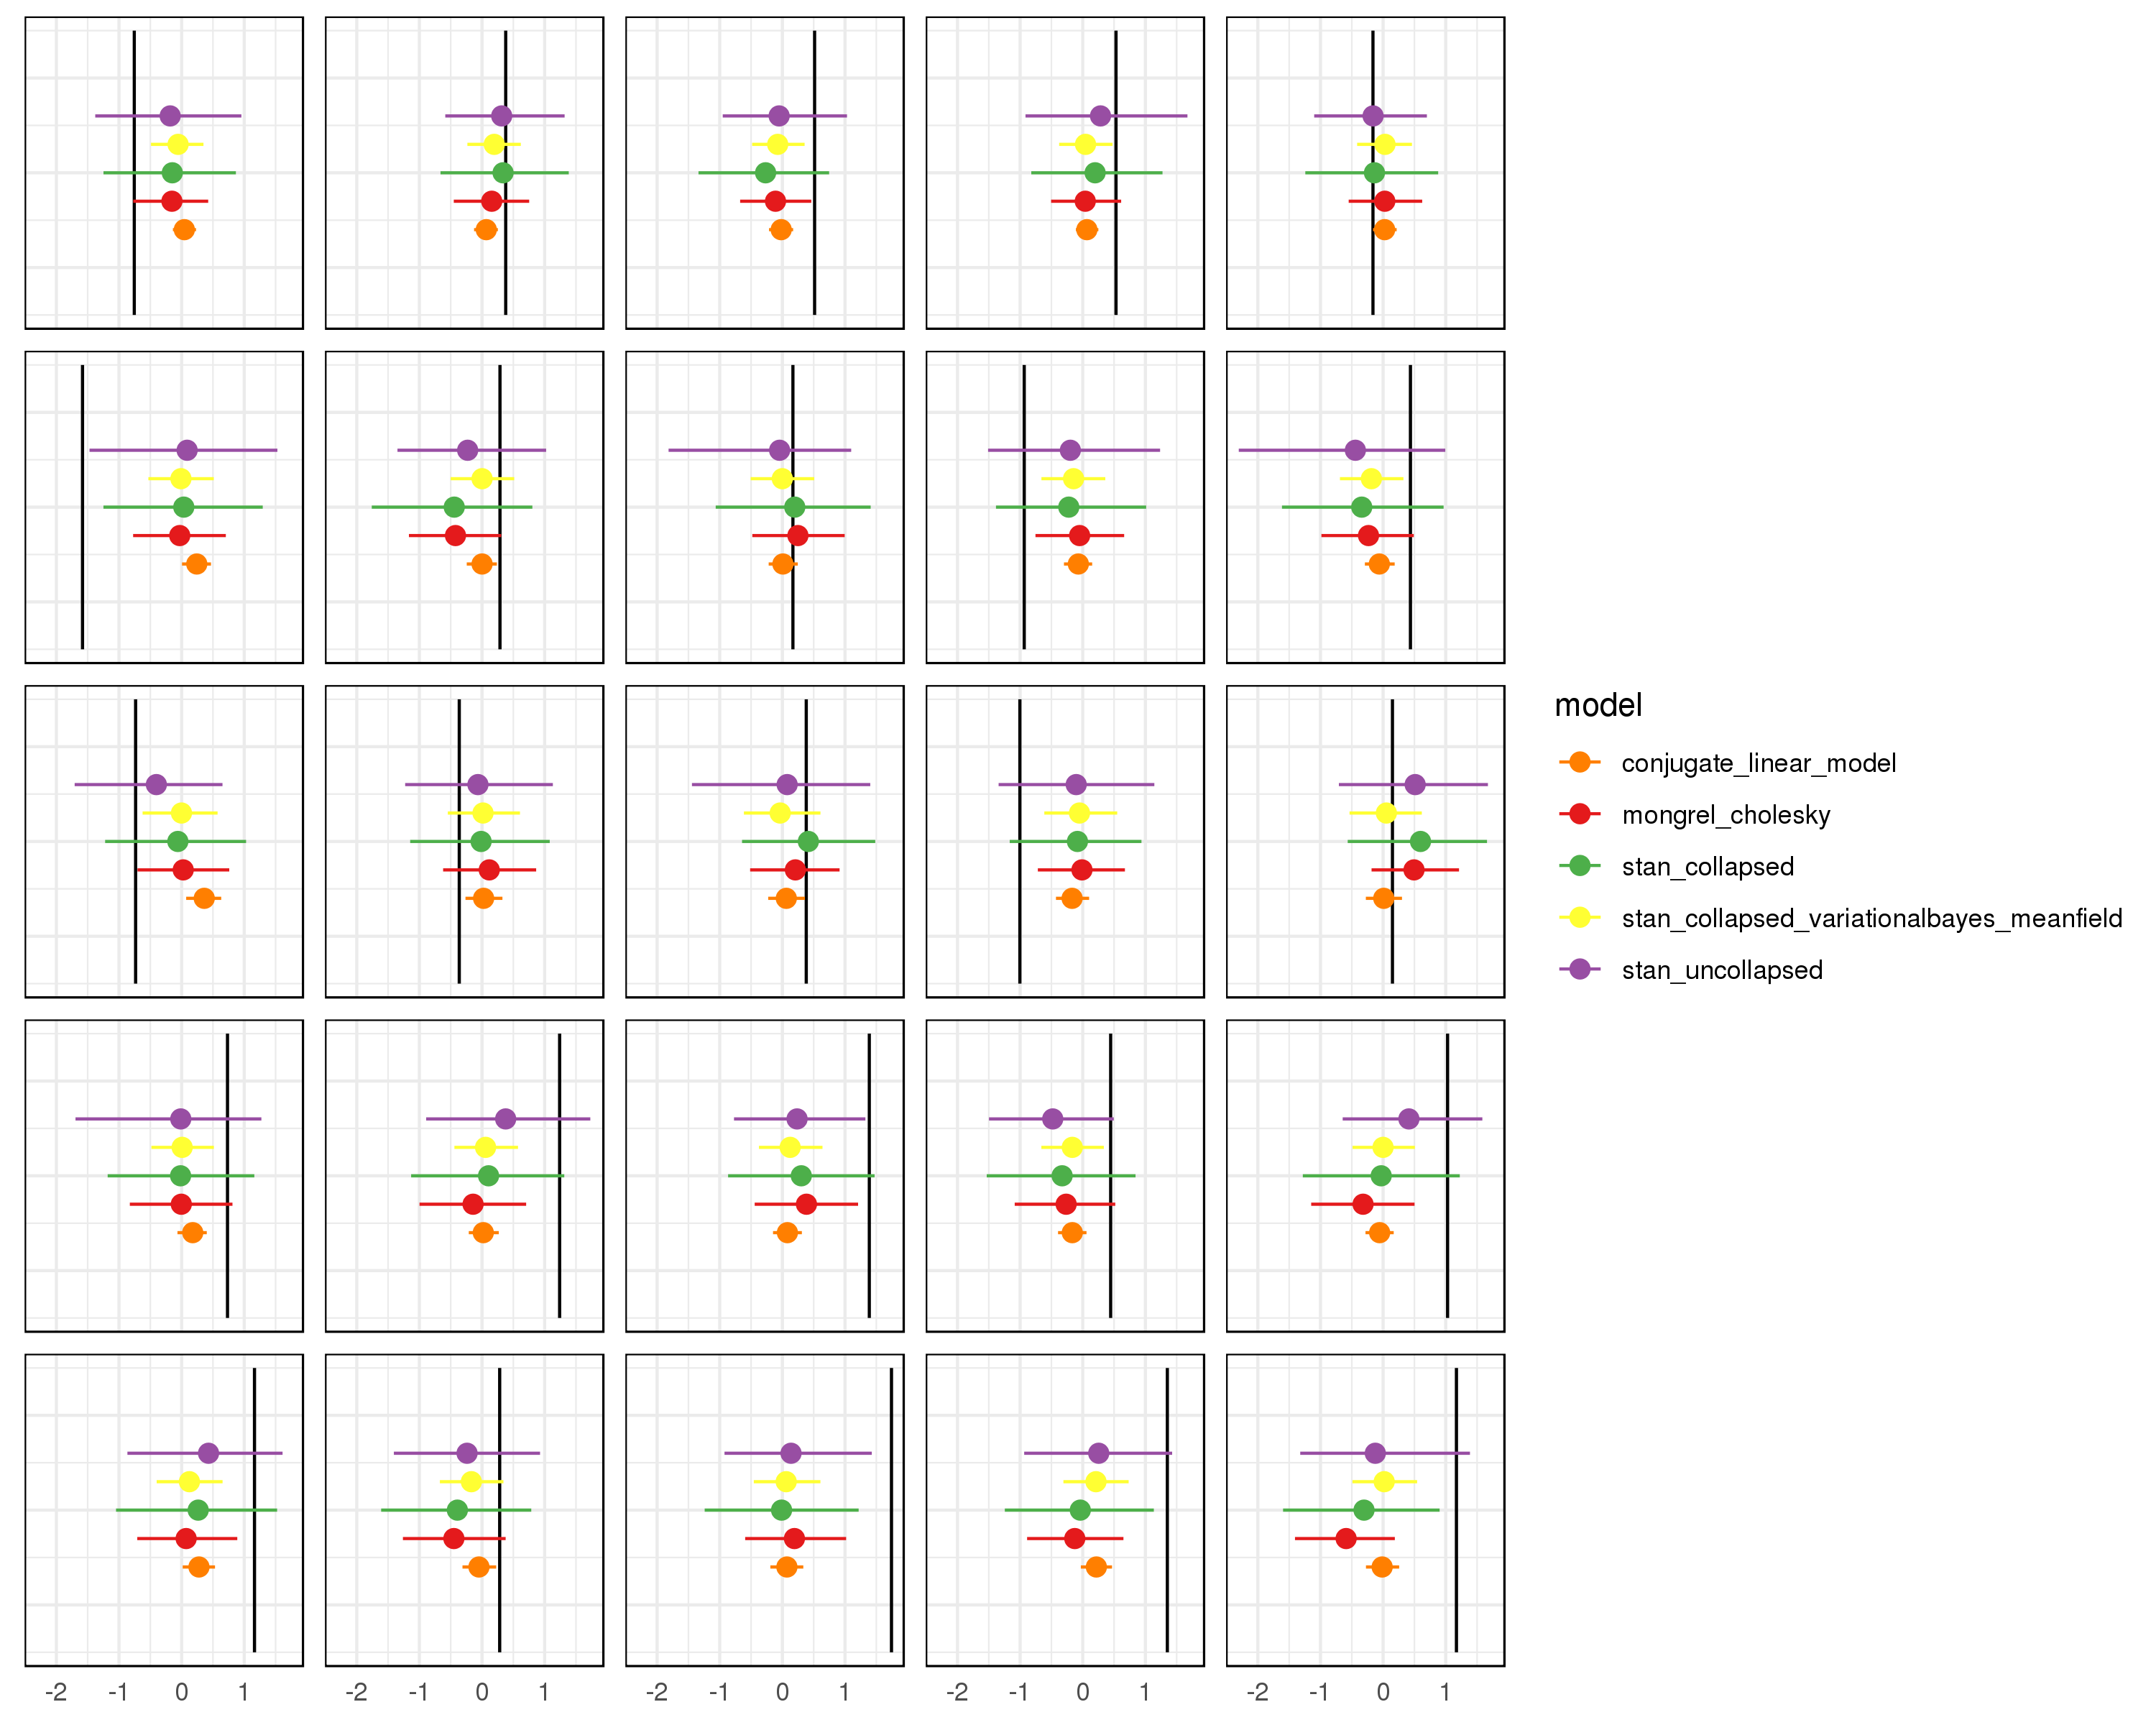 model
conjugate_linear_model
mongrel_cholesky
stan_collapsed
stan_collapsed_variationalbayes_meanfield
stan_uncollapsed
-2 -1 0 1 -2 -1 0 1 -2 -1 0 1 -2 -1 0 1 -2 -1 0 1